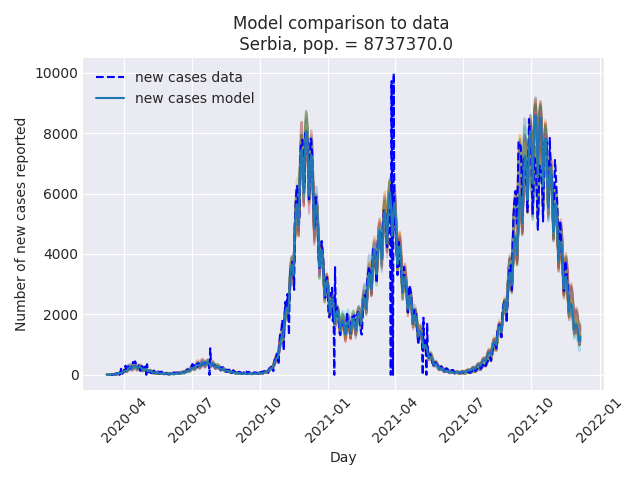 Model comparison to data
Serbia, pop. = 8737370.0
new cases data
new cases model
10000
8000
6000
4000
2000
0
Number of new cases reported
2020-04
2020-07
2020-10
2021-01
2021-04
2021-07
2021-10
2022-01
Day